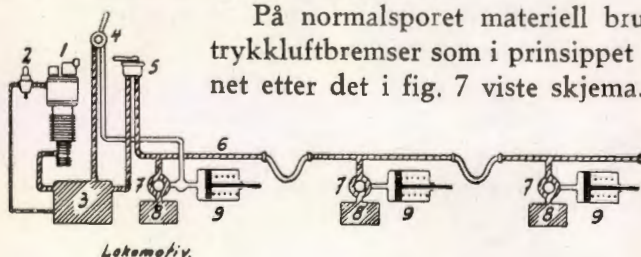 På normalsporet materiell bru
trykkluftbremser som i prinsippet
net etter det i fig. 7 viste skjema.
2 1 4
5
6
7 7 7
3 8 9 8 9 8 9
Lokomotiv.